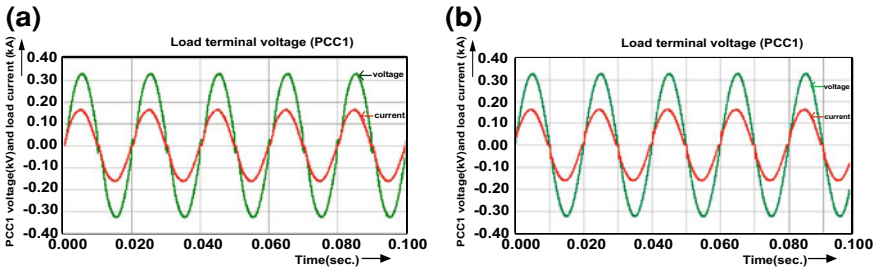 (a)
Load terminal voltage (PCC1)
PCC1 voltage(kV)and load current (kA)
0.40
0.30
0.20
0.10
0.00
-0.10
-0.20
-0.30
-0.40
voltage
current
0.000
0.020
0.040
0.060
0.080
0.100
Time(sec.)
(b)
Load terminal voltage (PCC1)
PCC1 voltage(kV)and load current (kA)
0.40
0.30
0.20
0.10
0.00
-0.10
-0.20
-0.30
-0.40
voltage
current
0.000
0.020
0.040
0.060
0.080
0.100
Time(sec.)